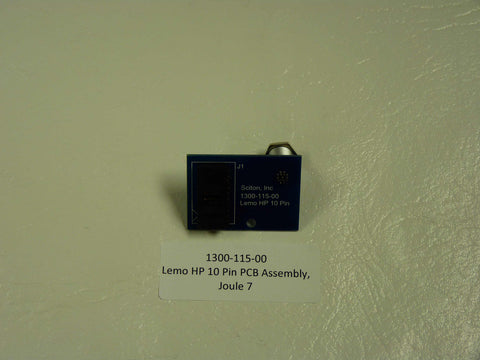 J1
Sciton, Inc
1300-115-00
Lemo HP 10 Pin
1300-115-00
Lemo HP 10 Pin PCB Assembly,
Joule 7